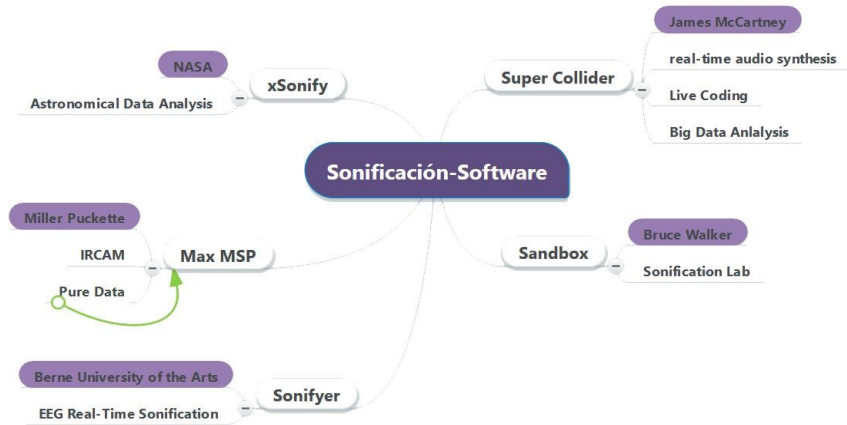 Sonificación-Software
xSonify
NASA
Astronomical Data Analysis
Max MSP
Miller Puckette
IRCAM
Pure Data
Sonifyer
Berne University of the Arts
EEG Real-Time Sonification
Super Collider
James McCartney
real-time audio synthesis
Live Coding
Big Data Anlalysis
Sandbox
Bruce Walker
Sonification Lab